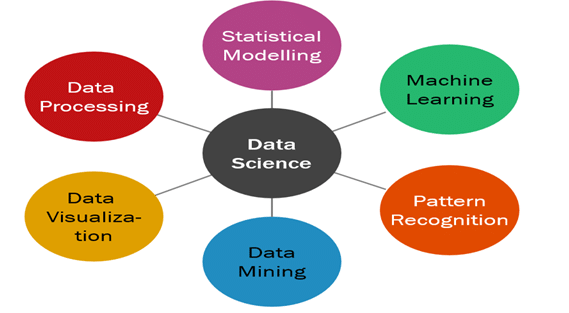 Statistical
Modelling
Data
Processing
Machine
Learning
Data
Science
Data
Visualiza-
tion
Pattern
Recognition
Data
Mining